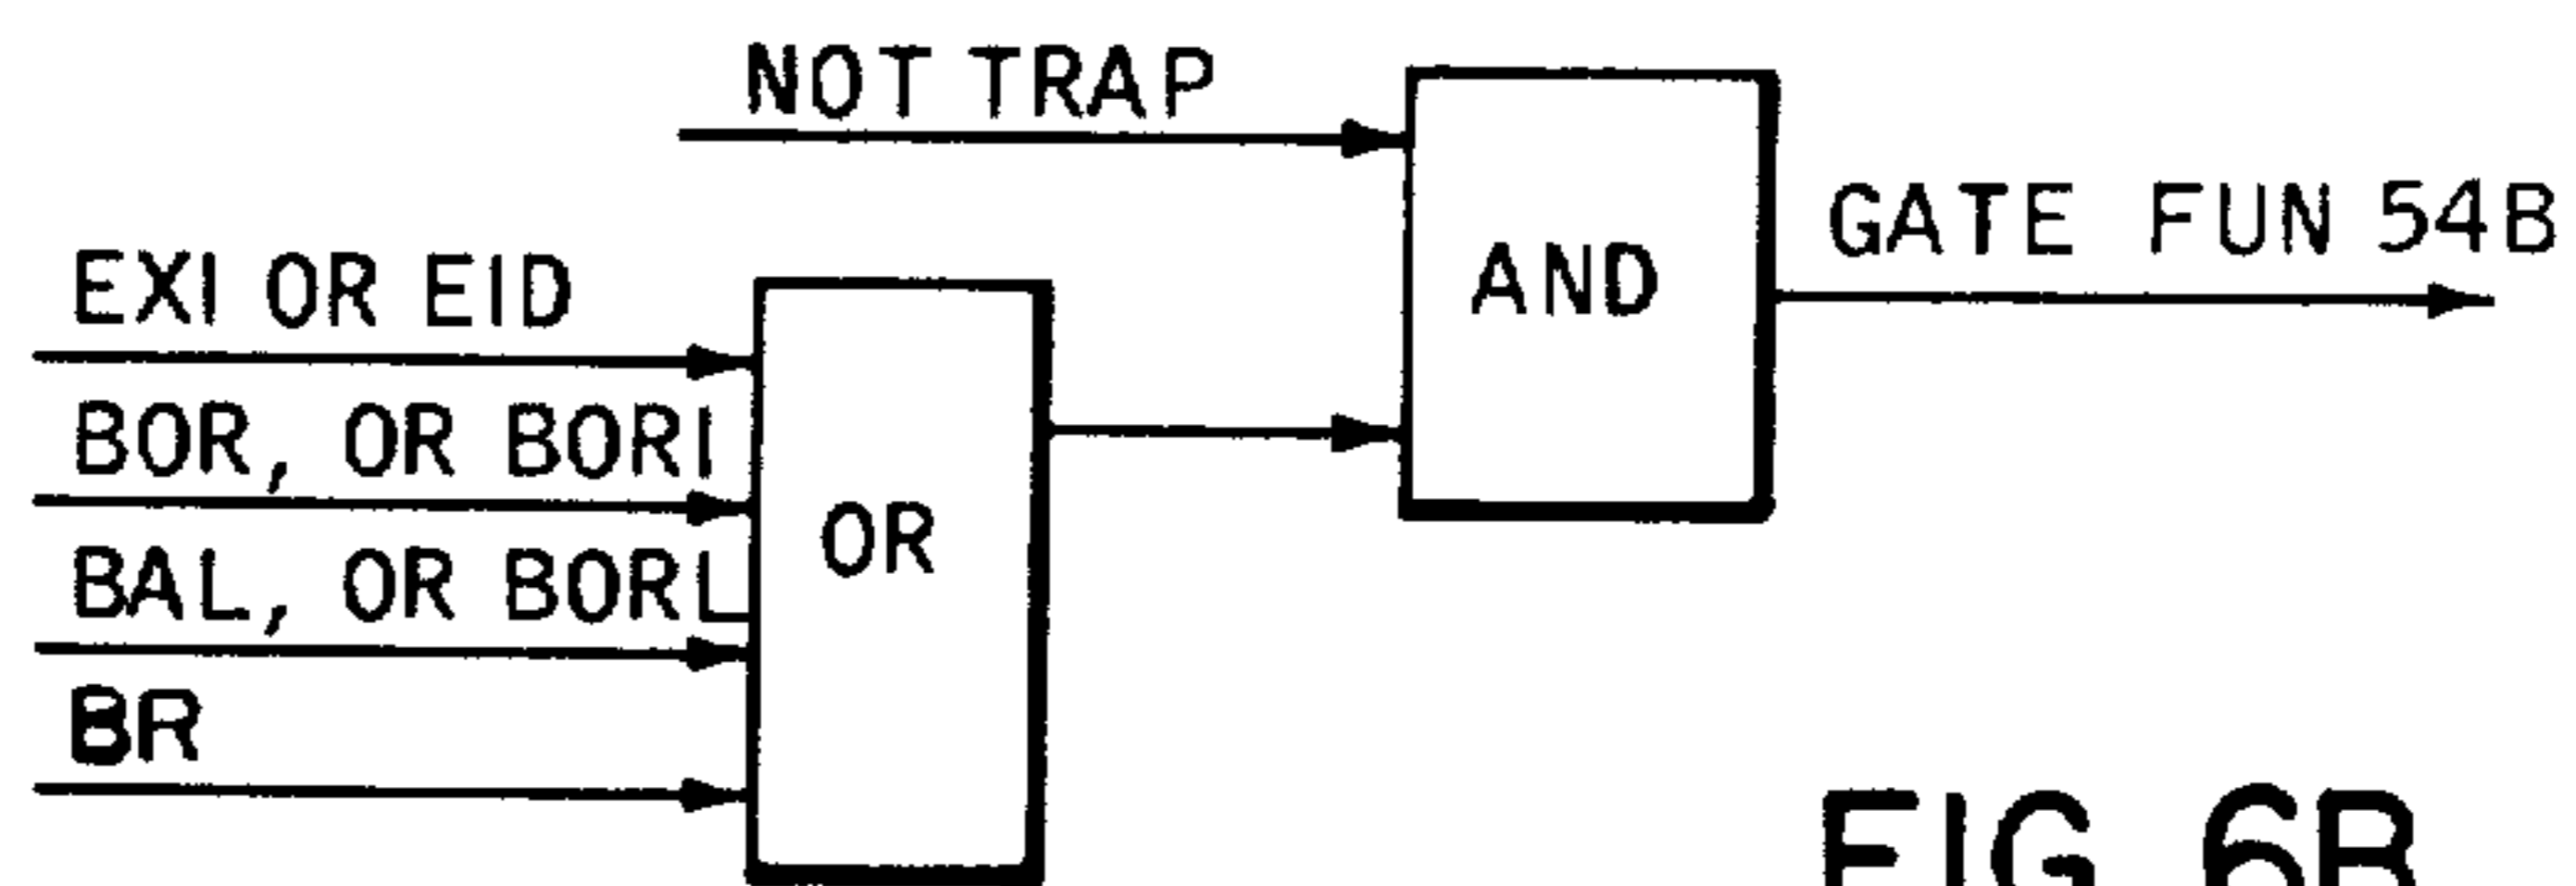 NOT TRAP
GATE FUN 54B
AND
EXI OR EID
BOR, OR BORI
OR
BAL, OR BORL
BR
FIG 6B